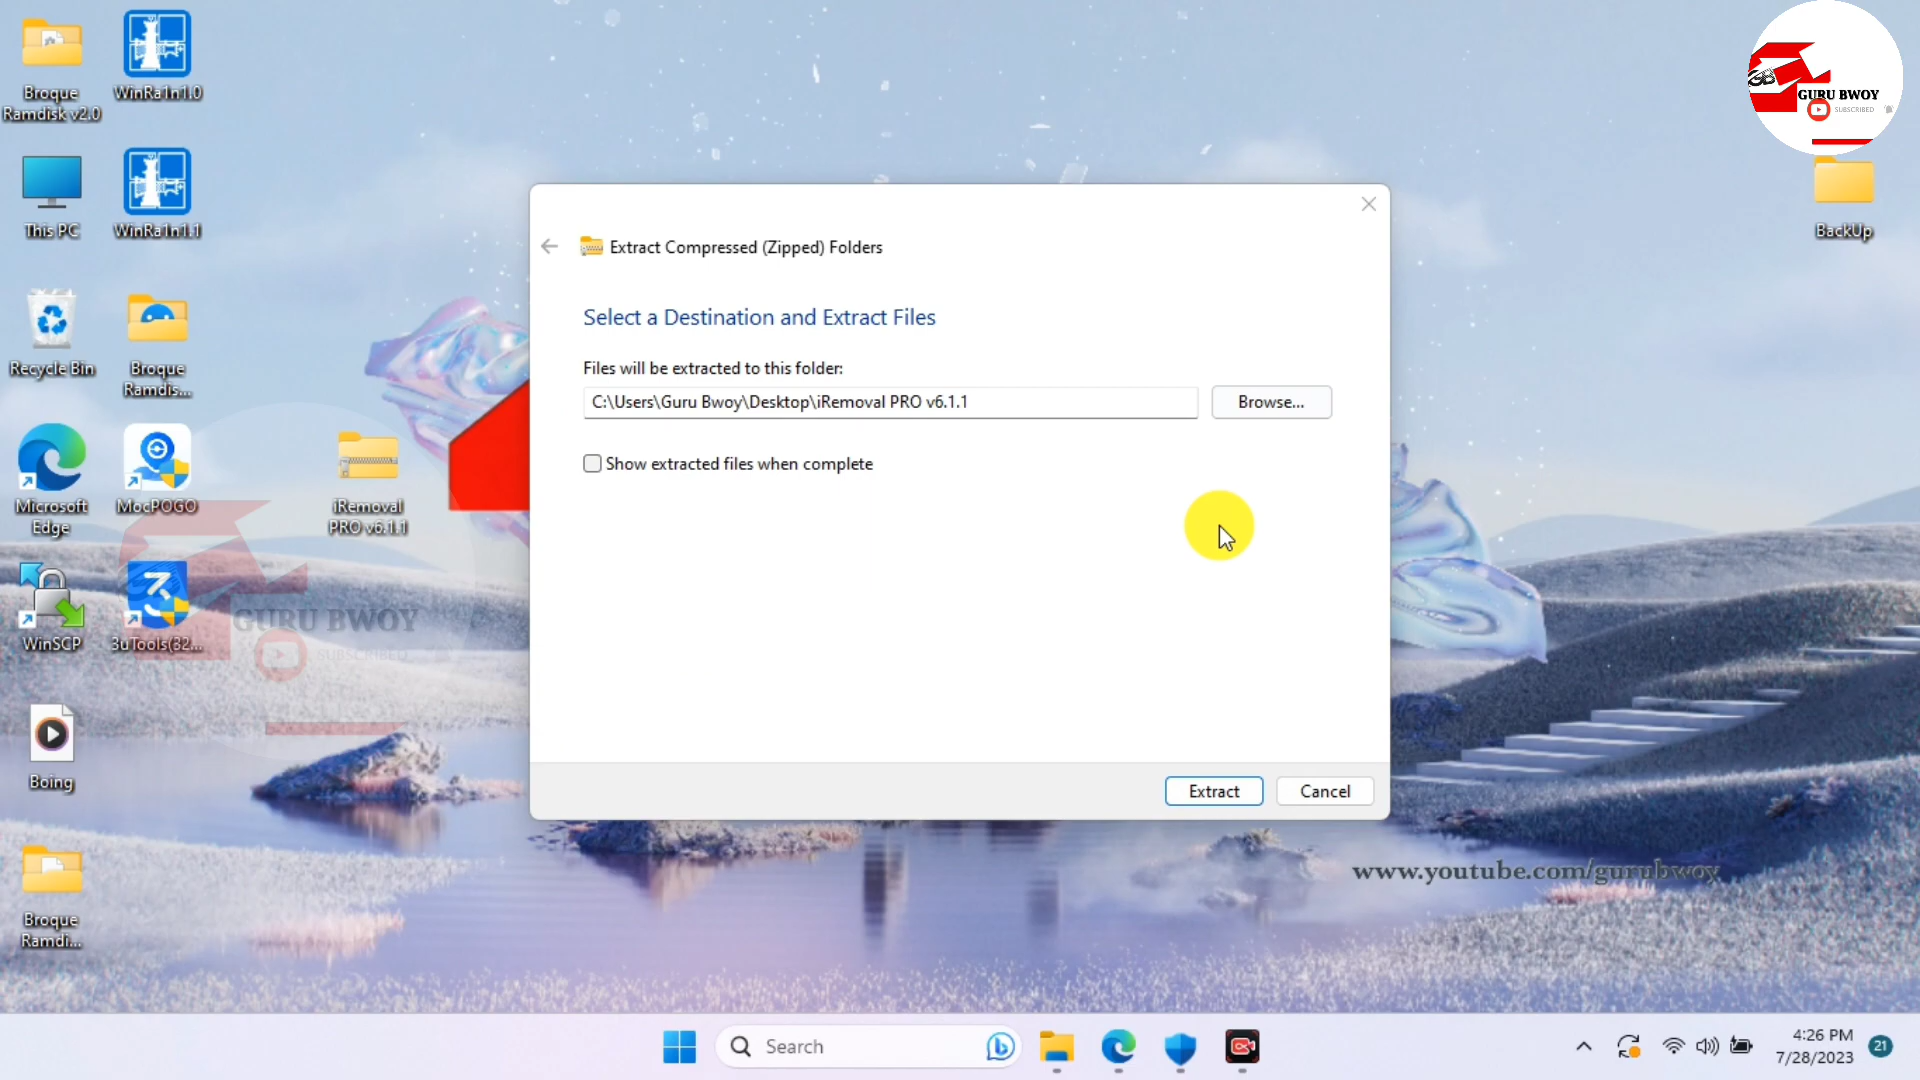 Broque
Ramdisk v2.0
WinRa1n1.0
GURU BWOY
SUBSCRIBED
This PC
WinRa1n1.1
BackUp
Extract Compressed (Zipped) Folders
Select a Destination and Extract Files
Files will be extracted to this folder:
C:\Users\Guru Bwoy\Desktop\iRemoval PRO v6.1.1
Browse...
Show extracted files when complete
Recycle Bin
Broque
Ramdis...
Microsoft
Edge
MocPOGO
iRemoval
PRO v6.1.1
GURU BWOY
SUBSCRIBED
WinSCP
3uTools(32...
Boing
Extract
Cancel
www.youtube.com/gurubwoy
Broque
Ramdi...
Search
4:26 PM
7/28/2023
21